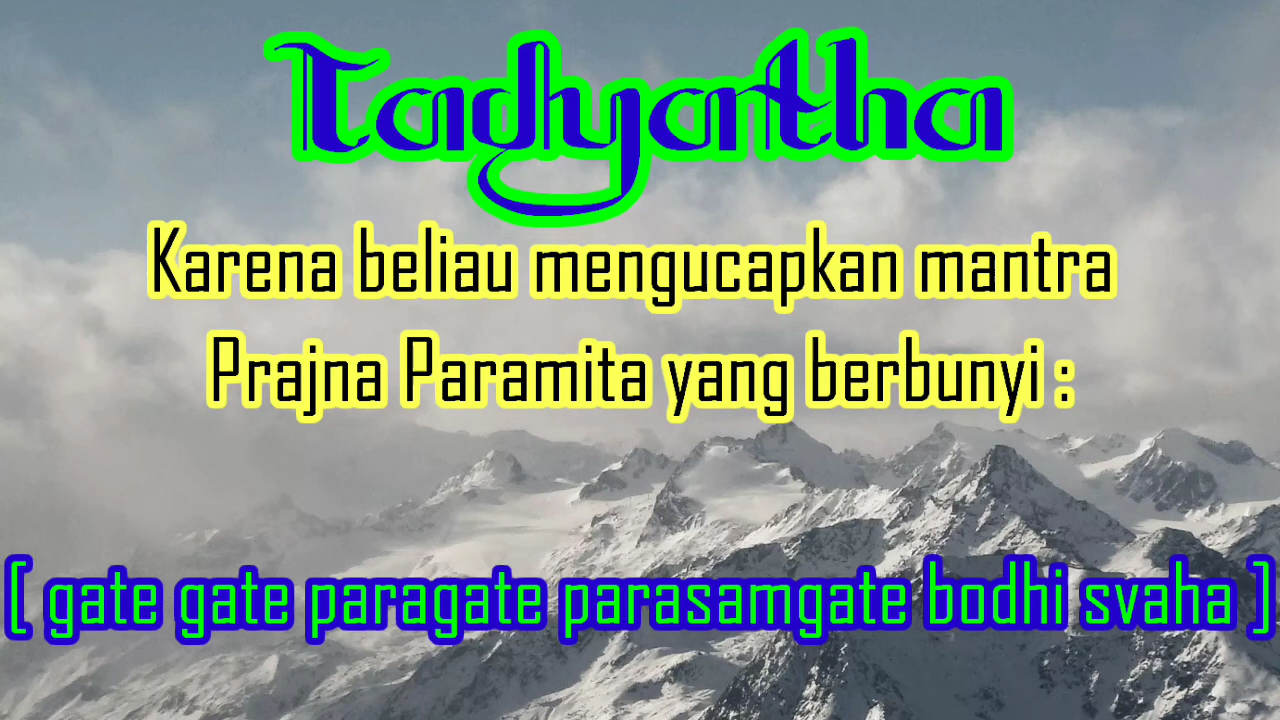 Tadyatha
Karena beliau mengucapkan mantra
Prajna Paramita yang berbunyi :
[ gate gate paragate parasamgate bodhi svaha ]